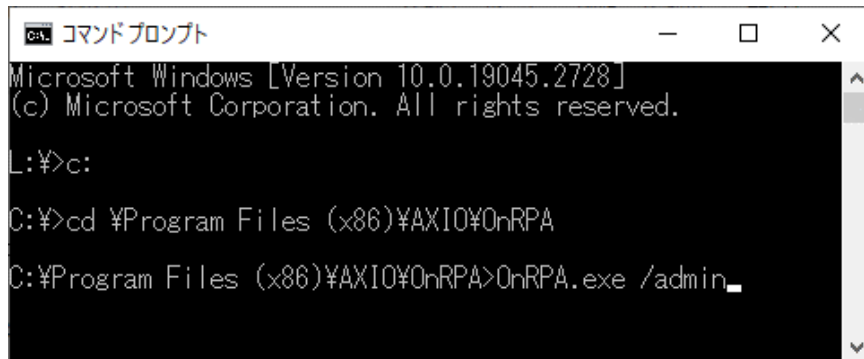 コマンド プロンプト
Microsoft Windows [Version 10.0.19045.2728]
(c) Microsoft Corporation. All rights reserved.
L:¥>c:
C:¥>cd ¥Program Files (x86)¥AXIO¥OnRPA
C:¥Program Files (x86)¥AXIO¥OnRPA>OnRPA.exe /admin